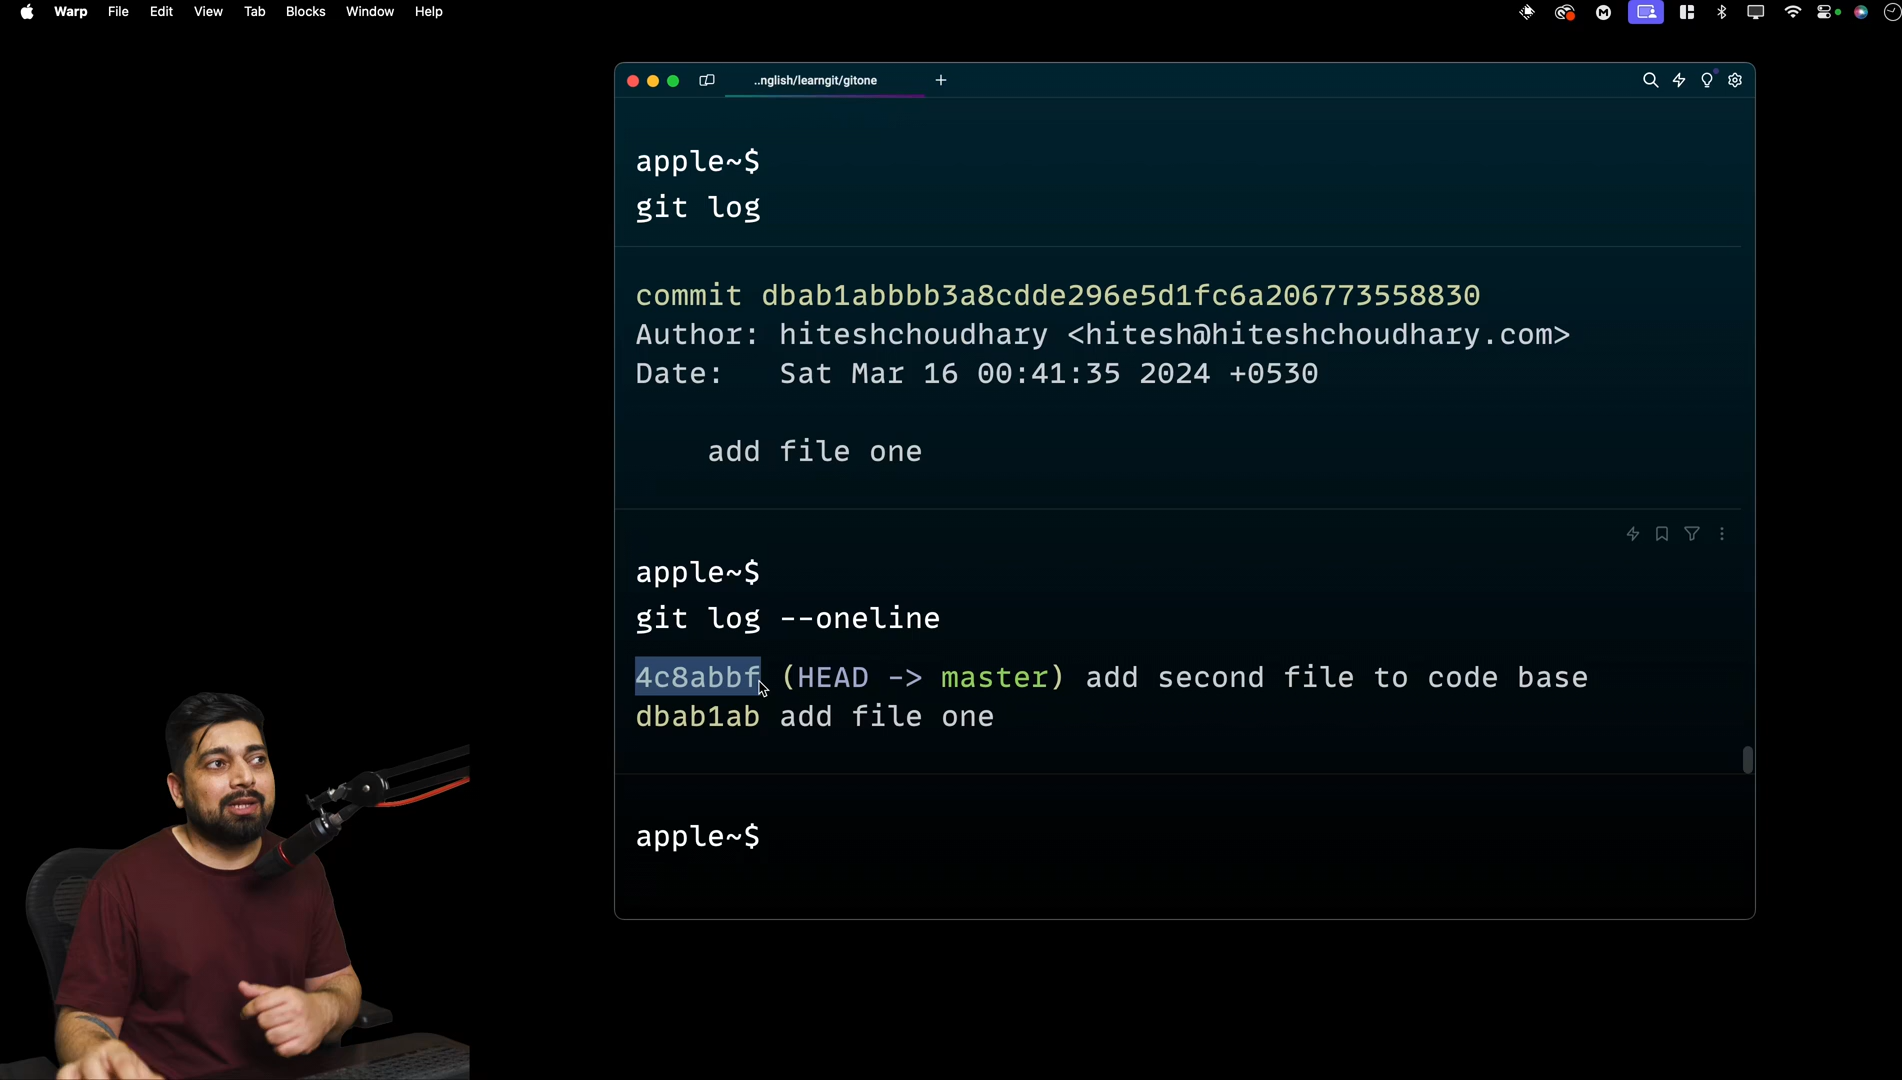 Warp File Edit View Tab Blocks Window Help
..nglish/learngit/gitone
apple~$
git log
commit dbab1abbbb3a8cdde296e5d1fc6a206773558830
Author: hiteshchoudhary <hitesh@hiteshchoudhary.com>
Date:   Sat Mar 16 00:41:35 2024 +0530
add file one
apple~$
git log --oneline
4c8abbf (HEAD -> master) add second file to code base
dbab1ab add file one
apple~$